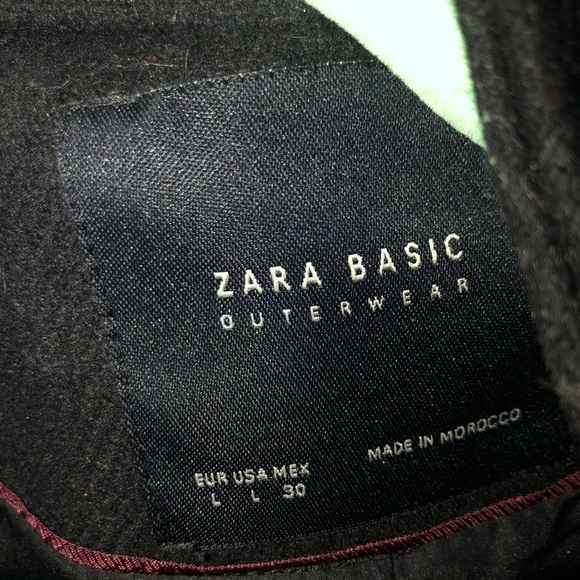 ZARA BASIC
OUTERWEAR
EUR USA MEX
L L 30
MADE IN MOROCCO